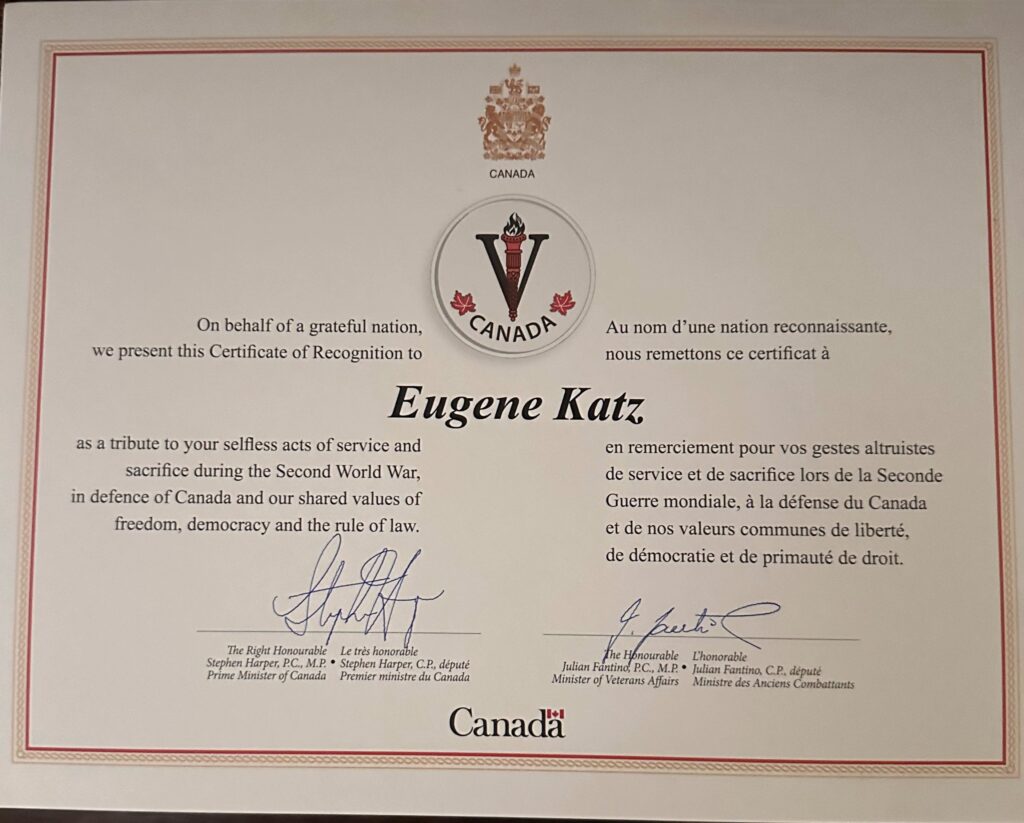 CANADA
V
CANADA
On behalf of a grateful nation,
we present this Certificate of Recognition to
Au nom d'une nation reconnaissante,
nous remettons ce certificat à
Eugene Katz
as a tribute to your selfless acts of service and
sacrifice during the Second World War,
in defence of Canada and our shared values of
freedom, democracy and the rule of law.
en remerciement pour vos gestes altruistes
de service et de sacrifice lors de la Seconde
Guerre mondiale, à la défense du Canada
et de nos valeurs communes de liberté,
de démocratie et de primauté de droit.
The Right Honourable
Stephen Harper, P.C., M.P. •
Prime Minister of Canada
Le très honorable
Stephen Harper, C.P., député
Premier ministre du Canada
The Honourable
Julian Fantino, P.C., M.P. •
Minister of Veterans Affairs
L'honorable
Julian Fantino, C.P., député
Ministre des Anciens Combattants
Canada